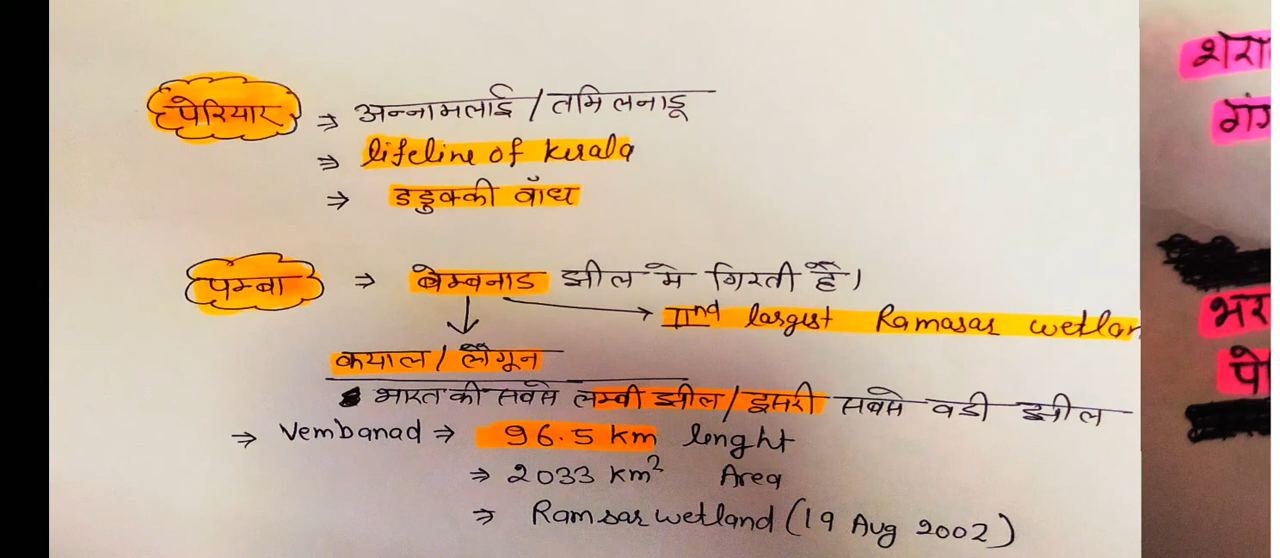 पेरियार ⇒ अन्नामलाई / तमिलनाडू
⇒ lifeline of kerala
⇒ इडुक्की बाँध
पम्बा ⇒ बेम्बनाड झील मे गिरती है।
IInd largest Ramasar wetlan
कयाल / लैगून
भारत की सबसे लम्बी झील / दूसरी सबसे बडी झील
⇒ Vembanad ⇒ 96.5 km lenght
⇒ 2033 km² Area
⇒ Ramsar wetland (19 Aug 2002)
शेरा
गंग
भर
पे